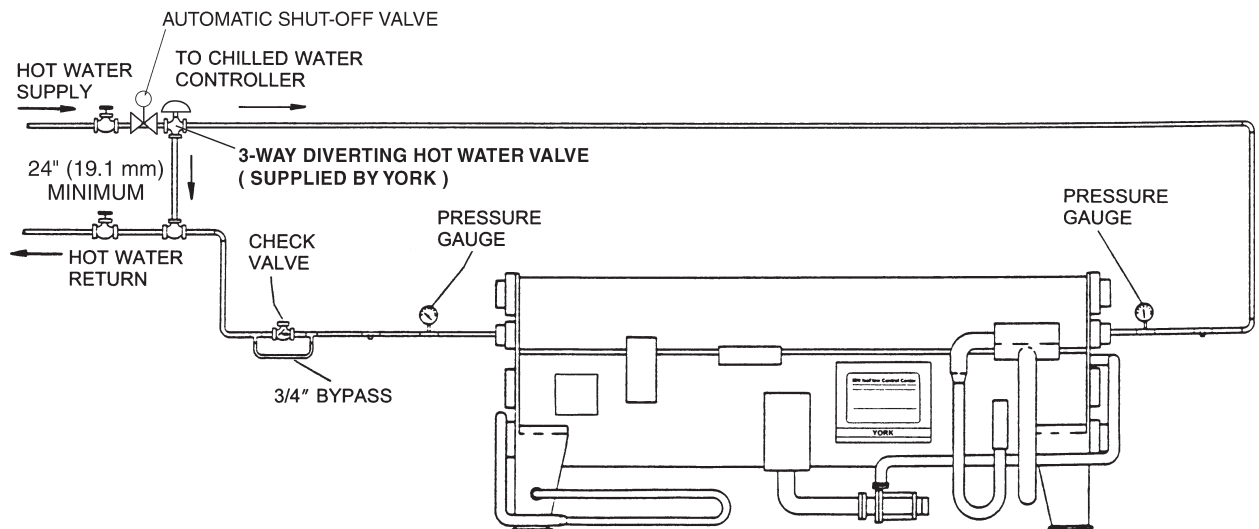 AUTOMATIC SHUT-OFF VALVE
TO CHILLED WATER
CONTROLLER
HOT WATER
SUPPLY
3-WAY DIVERTING HOT WATER VALVE
( SUPPLIED BY YORK )
24" (19.1 mm)
MINIMUM
HOT WATER
RETURN
CHECK
VALVE
PRESSURE
GAUGE
PRESSURE
GAUGE
3/4" BYPASS
Control Center
YORK